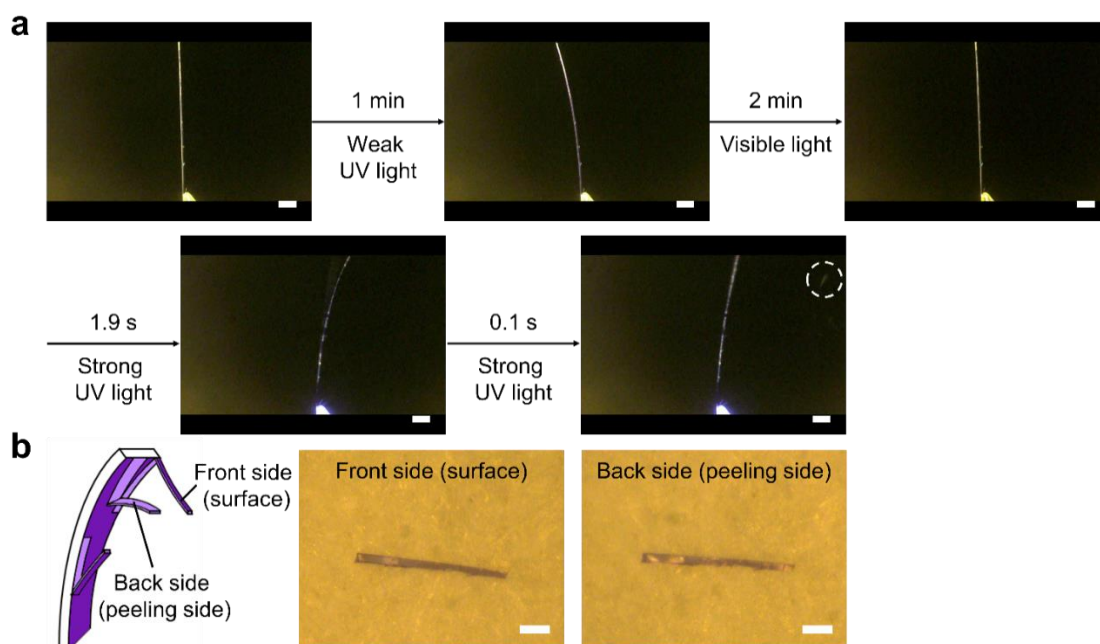 a
1 min
Weak
UV light
2 min
Visible light
1.9 s
Strong
UV light
0.1 s
Strong
UV light
b
Front side
(surface)
Back side
(peeling side)
Front side (surface)
Back side (peeling side)